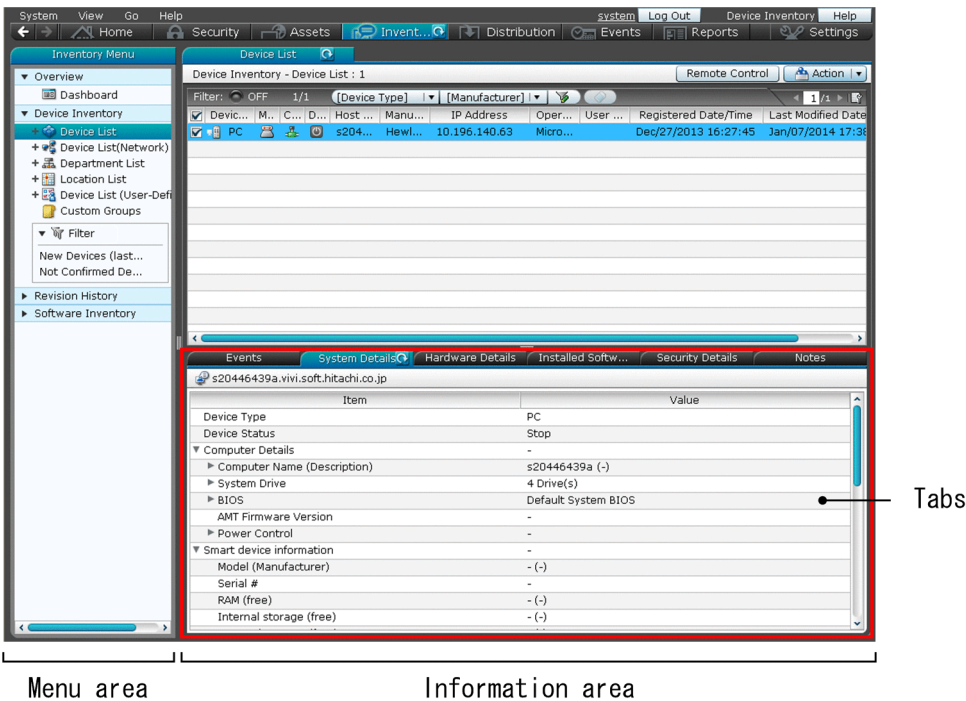 System View Go Help system Log Out Device Inventory Help
Home Security Assets Invent... Distribution Events Reports Settings
Inventory Menu
Overview
Dashboard
Device Inventory
Device List
Device List(Network)
Department List
Location List
Device List (User-Defi
Custom Groups
Filter
New Devices (last...
Not Confirmed De...
Revision History
Software Inventory
Device List
Device Inventory - Device List : 1 Remote Control Action
Filter: OFF 1/1 [Device Type] [Manufacturer] 1 /1
Devic... M.. C... D... Host ... Manu... IP Address Oper... User ... Registered Date/Time Last Modified Date
PC s204... Hewl... 10.196.140.63 Micro... Dec/27/2013 16:27:45 Jan/07/2014 17:38
Events System Details Hardware Details Installed Softw... Security Details Notes
s20446439a.vivi.soft.hitachi.co.jp
Item Value
Device Type PC
Device Status Stop
Computer Details -
Computer Name (Description) s20446439a (-)
System Drive 4 Drive(s)
BIOS Default System BIOS
AMT Firmware Version -
Power Control -
Smart device information -
Model (Manufacturer) - (-)
Serial # -
RAM (free) - (-)
Internal storage (free) - (-)
Tabs
Menu area
Information area